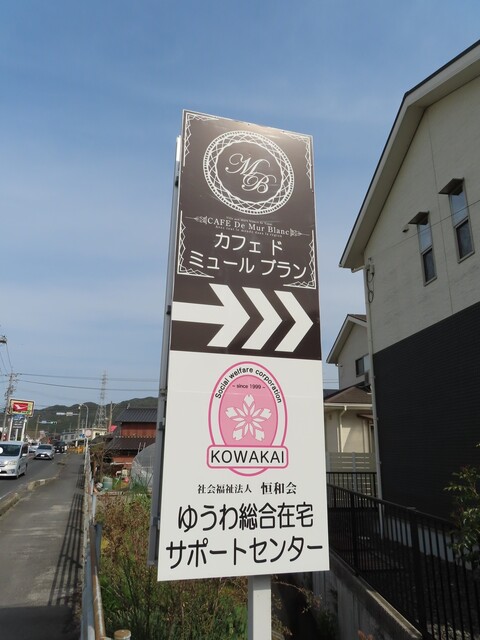 MB
CAFE De Mur Blanc
カフェ ド
ミュール ブラン
Social welfare corporation
~ since 1999 ~
KOWAKAI
社会福祉法人 恒和会
ゆうわ総合在宅
サポートセンター